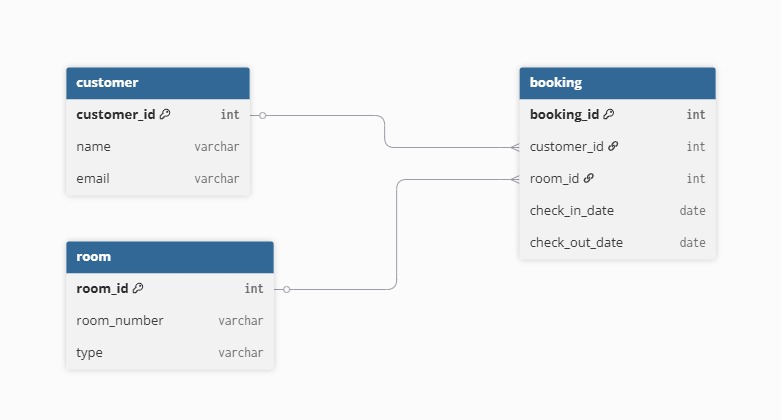 customer
customer_id int
name varchar
email varchar
room
room_id int
room_number varchar
type varchar
booking
booking_id int
customer_id int
room_id int
check_in_date date
check_out_date date